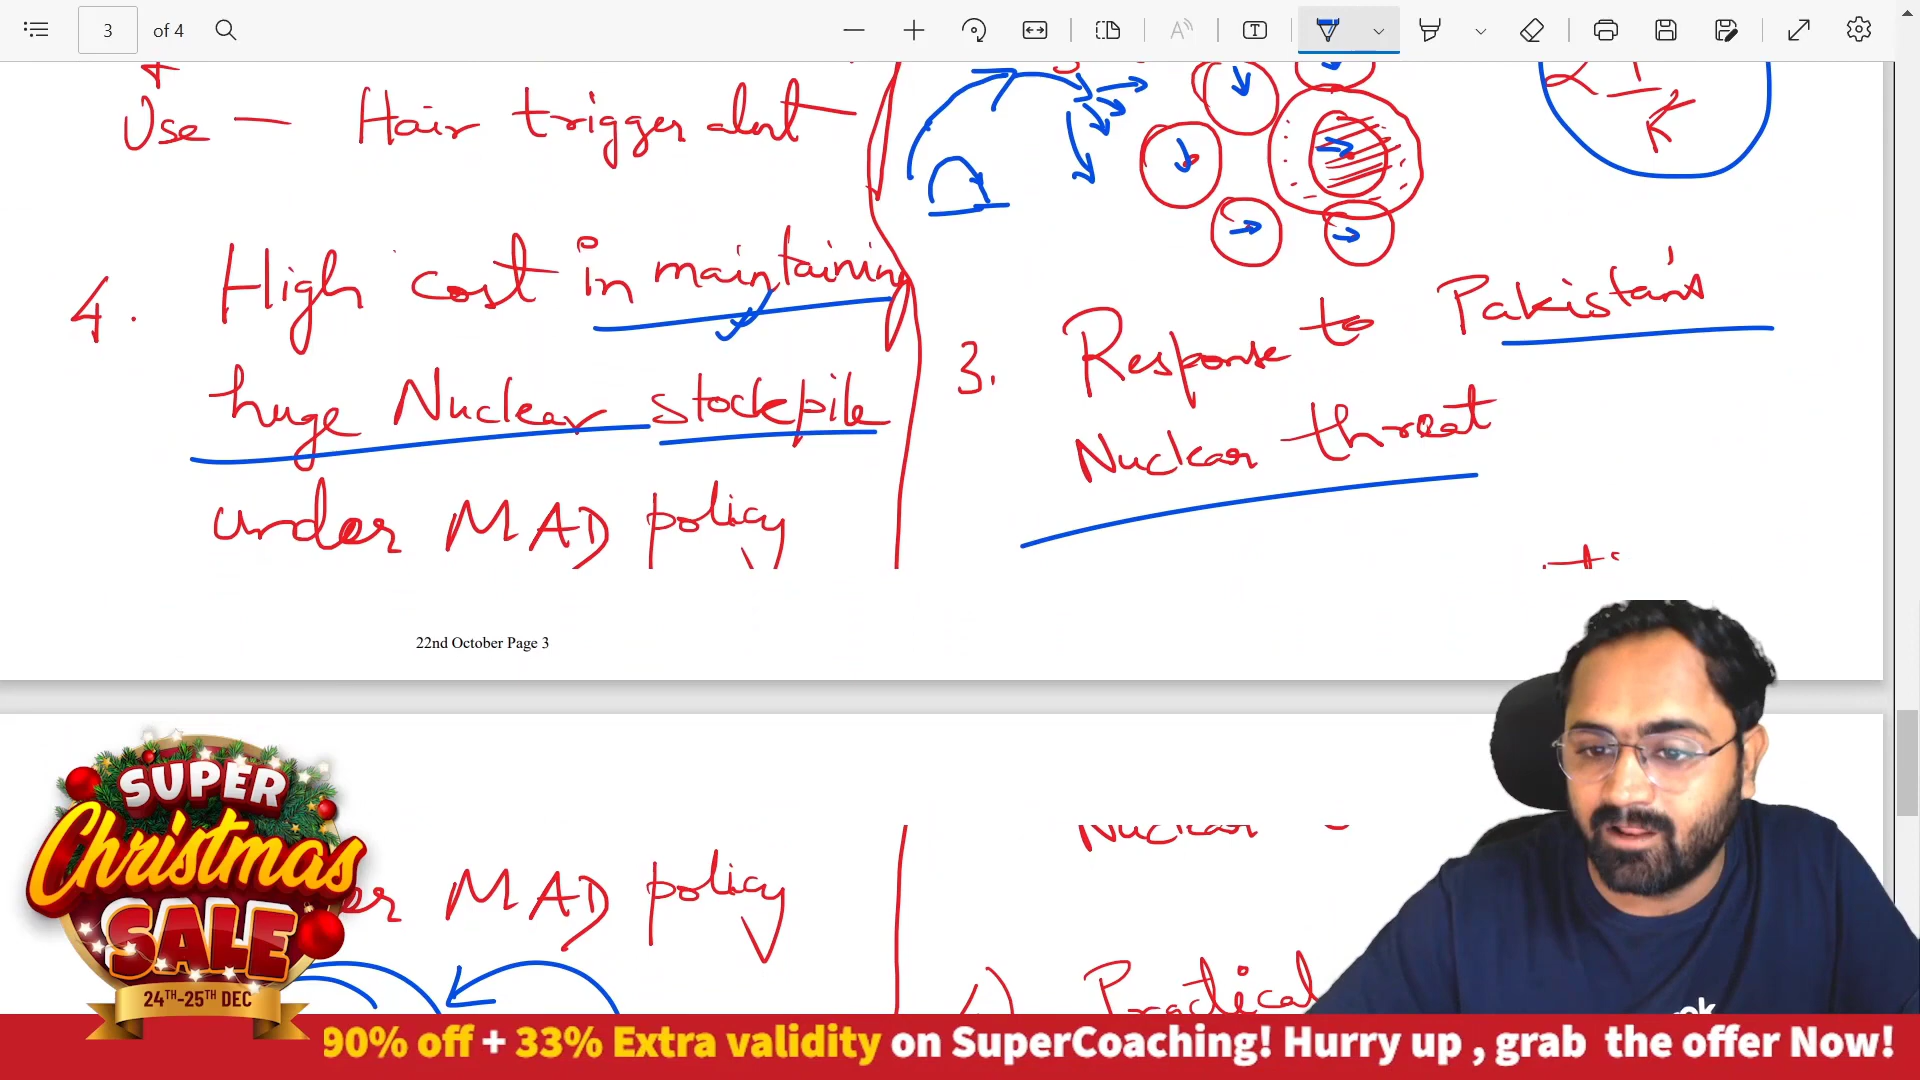 3
of 4
Use — Hair trigger alert
4. High cost in maintaining
huge Nuclear stockpile
under MAD policy
3. Response to Pakistan's
Nuclear threat
K
22nd October Page 3
MAD policy
Nuclear
Practical
SUPER
Christmas
SALE
24TH-25TH DEC
90% off + 33% Extra validity on SuperCoaching! Hurry up , grab the offer Now!